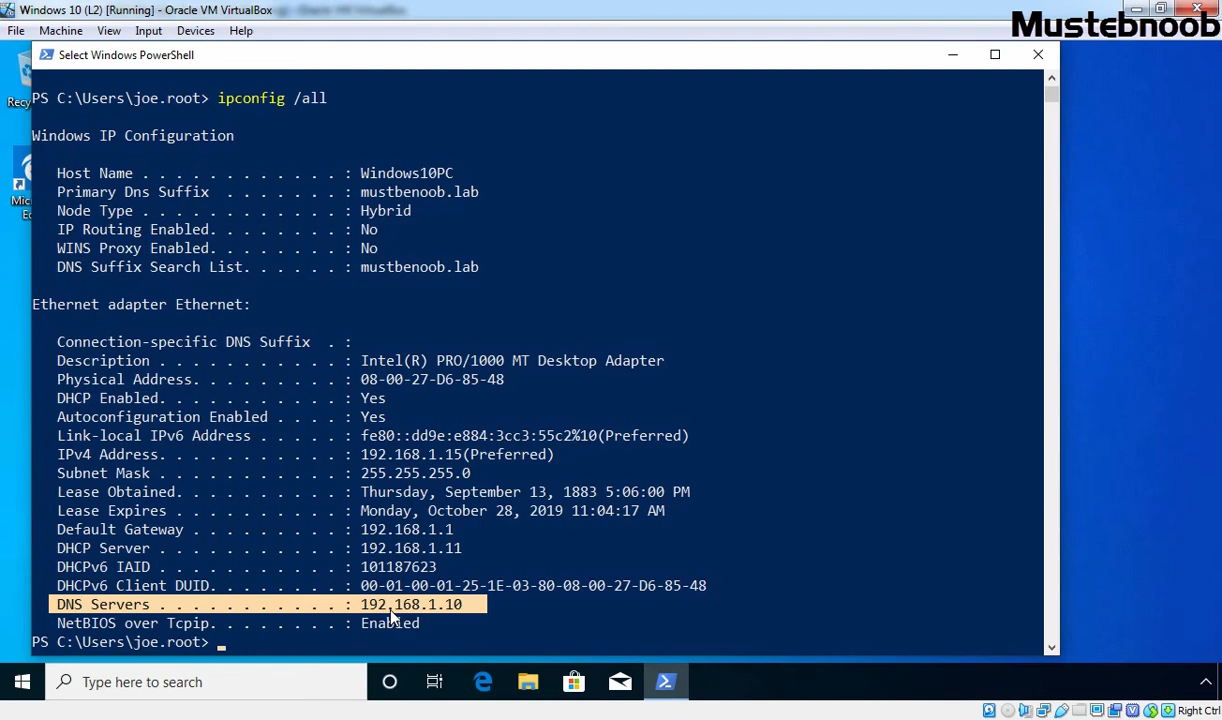 Windows 10 (L2) [Running] - Oracle VM VirtualBox
Mustebnoob
File Machine View Input Devices Help
Select Windows PowerShell
PS C:\Users\joe.root> ipconfig /all
Windows IP Configuration
Host Name . . . . . . . . . . . . : Windows10PC
Primary Dns Suffix . . . . . . . : mustbenoob.lab
Node Type . . . . . . . . . . . . : Hybrid
IP Routing Enabled. . . . . . . . : No
WINS Proxy Enabled. . . . . . . . : No
DNS Suffix Search List. . . . . . : mustbenoob.lab
Ethernet adapter Ethernet:
Connection-specific DNS Suffix . :
Description . . . . . . . . . . . : Intel(R) PRO/1000 MT Desktop Adapter
Physical Address. . . . . . . . . : 08-00-27-D6-85-48
DHCP Enabled. . . . . . . . . . . : Yes
Autoconfiguration Enabled . . . . : Yes
Link-local IPv6 Address . . . . . : fe80::dd9e:e884:3cc3:55c2%10(Preferred)
IPv4 Address. . . . . . . . . . . : 192.168.1.15(Preferred)
Subnet Mask . . . . . . . . . . . : 255.255.255.0
Lease Obtained. . . . . . . . . . : Thursday, September 13, 1883 5:06:00 PM
Lease Expires . . . . . . . . . . : Monday, October 28, 2019 11:04:17 AM
Default Gateway . . . . . . . . . : 192.168.1.1
DHCP Server . . . . . . . . . . . : 192.168.1.11
DHCPv6 IAID . . . . . . . . . . . : 101187623
DHCPv6 Client DUID. . . . . . . . : 00-01-00-01-25-1E-03-80-08-00-27-D6-85-48
DNS Servers . . . . . . . . . . . : 192.168.1.10
NetBIOS over Tcpip. . . . . . . . : Enabled
PS C:\Users\joe.root>
Type here to search
Right Ctrl